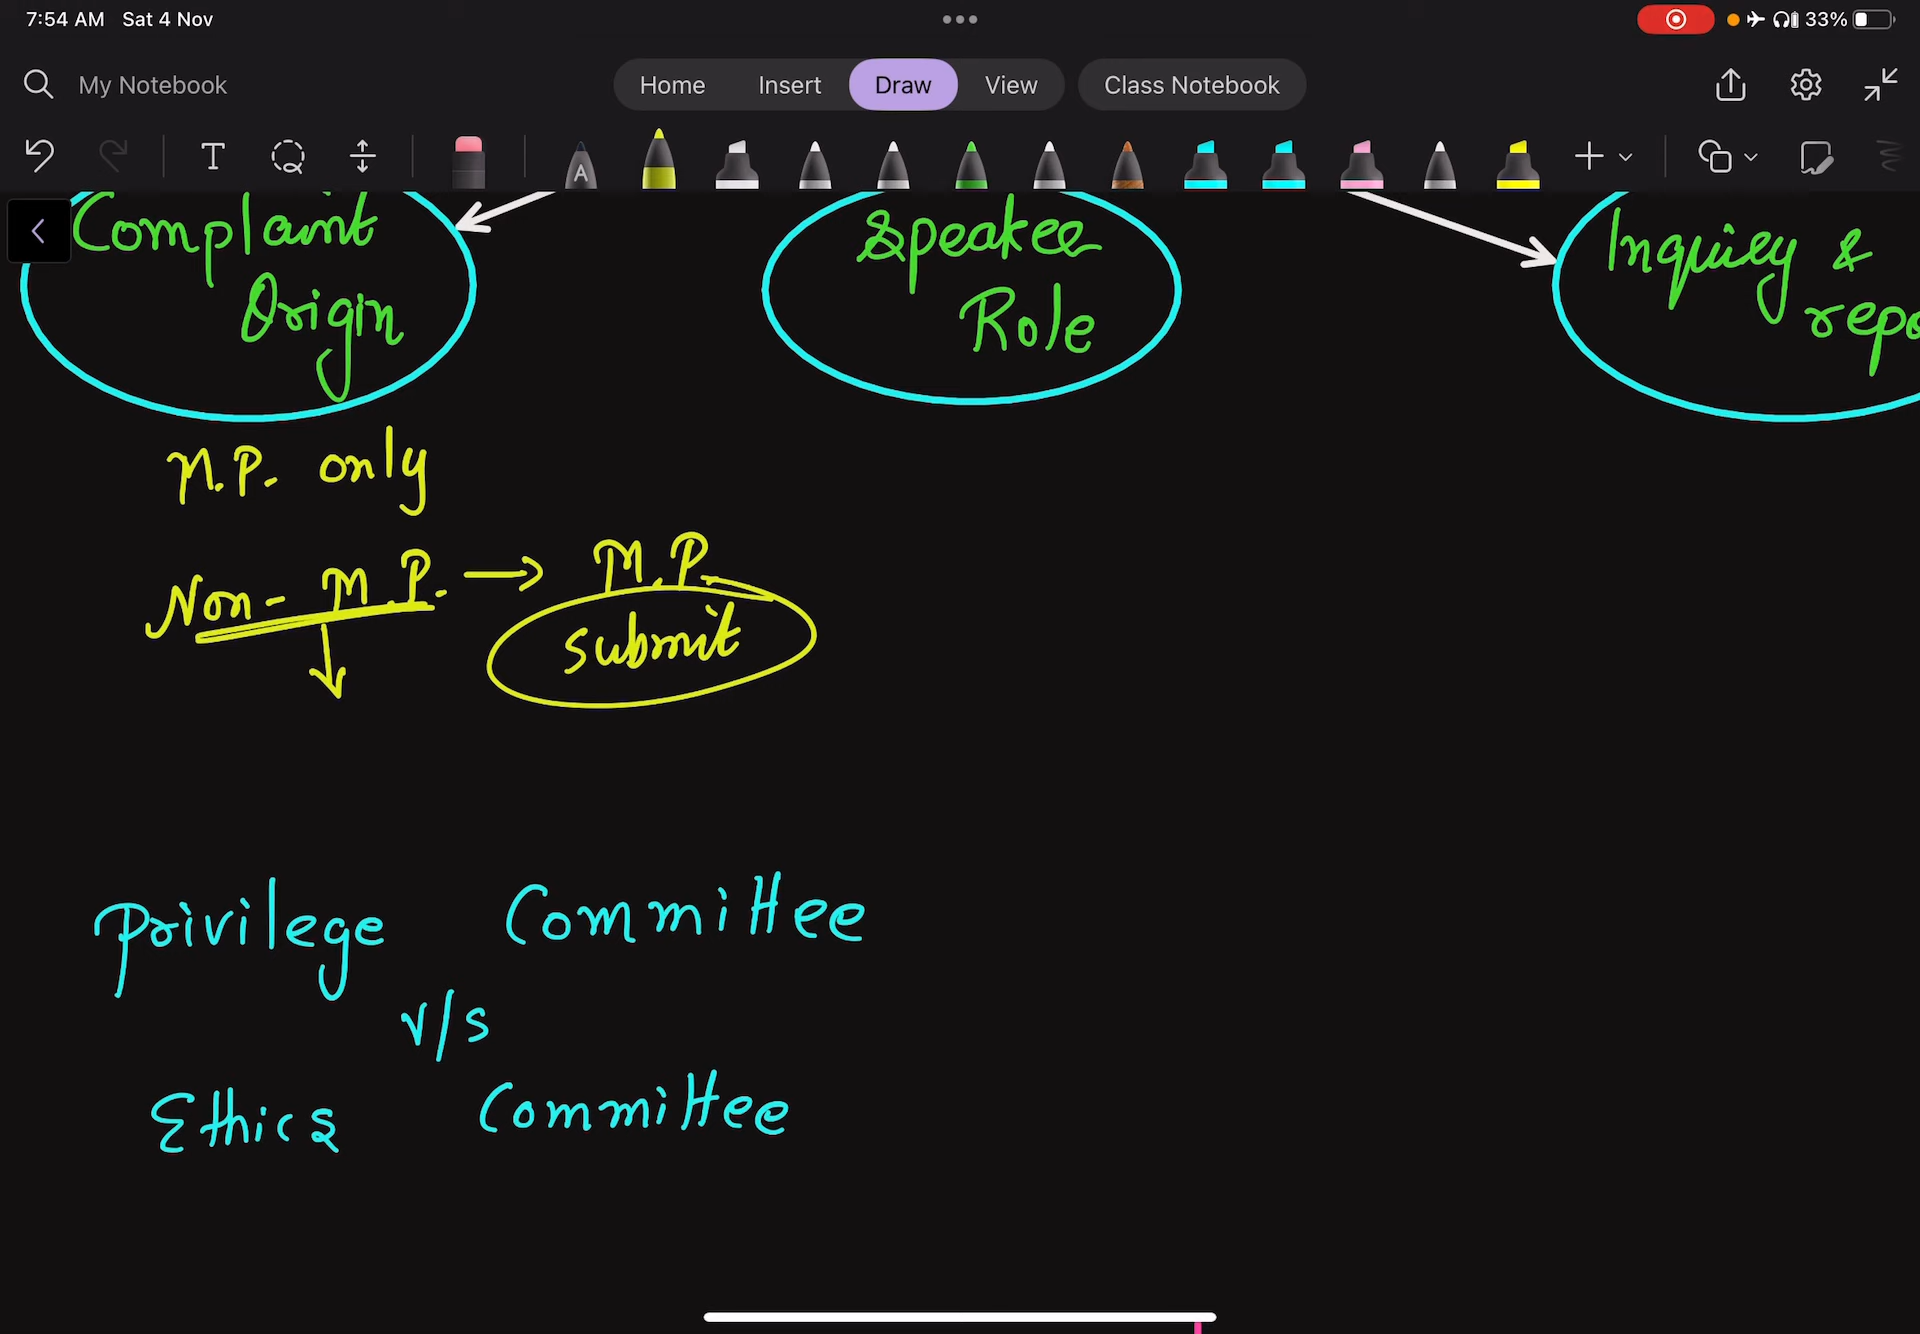 7:54 AM Sat 4 Nov
33%
My Notebook
Home Insert Draw View Class Notebook
T
A
Complaint
Origin
Speaker
Role
Inquiry &
repo
M.P. only
Non-M.P. → M.P.
submit
Privilege Committee
v/s
Ethics Committee